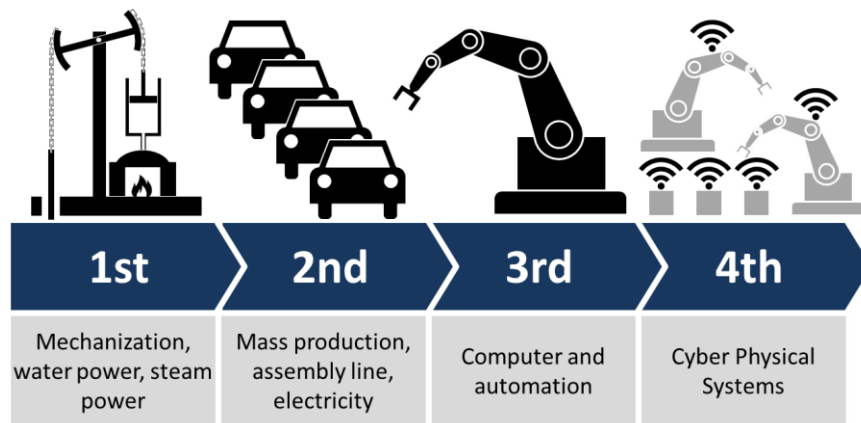 1st
2nd
3rd
4th
Mechanization,
water power, steam
power
Mass production,
assembly line,
electricity
Computer and
automation
Cyber Physical
Systems